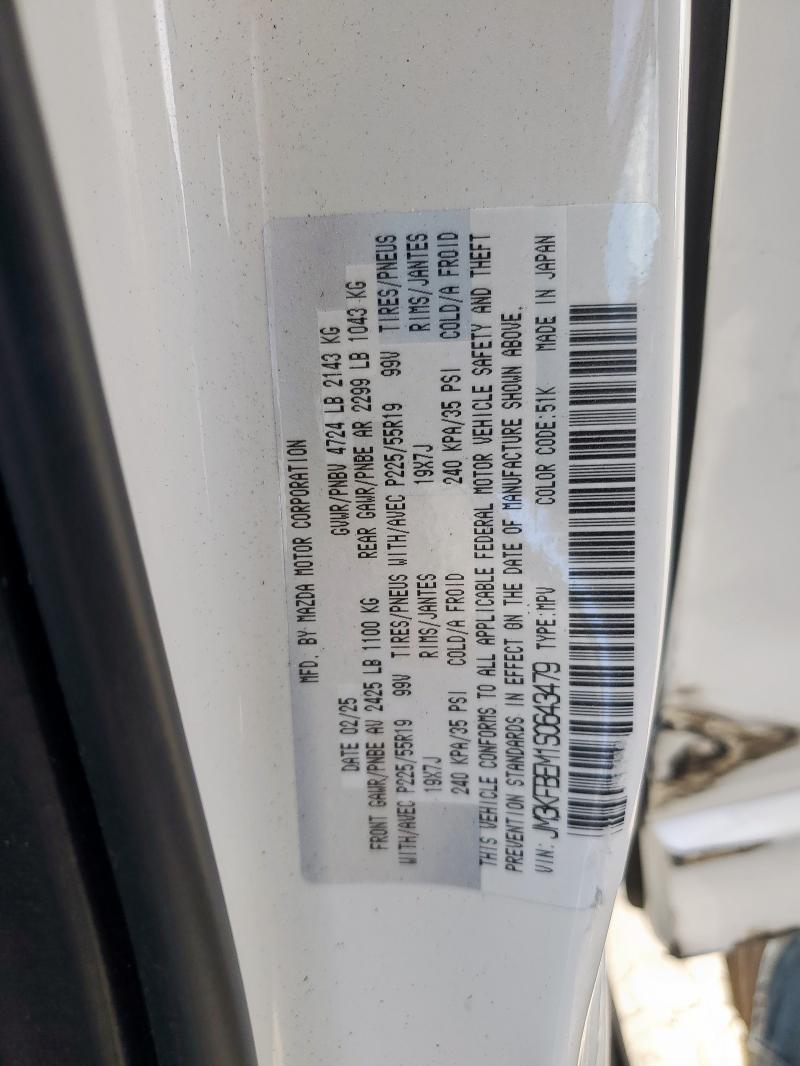 MFD. BY MAZDA MOTOR CORPORATION
DATE 02/25 GVWR/PNBV 4724 LB 2143 KG
FRONT GAWR/PNBE AV 2425 LB 1100 KG REAR GAWR/PNBE AR 2299 LB 1043 KG
WITH/AVEC P225/55R19 99V TIRES/PNEUS WITH/AVEC P225/55R19 99V TIRES/PNEUS
19X7J RIMS/JANTES 19X7J RIMS/JANTES
240 KPA/35 PSI COLD/A FROID 240 KPA/35 PSI COLD/A FROID
THIS VEHICLE CONFORMS TO ALL APPLICABLE FEDERAL MOTOR VEHICLE SAFETY AND THEFT
PREVENTION STANDARDS IN EFFECT ON THE DATE OF MANUFACTURE SHOWN ABOVE.
VIN: JM3KFBEM1S0643479 TYPE:MPV COLOR CODE:51K MADE IN JAPAN